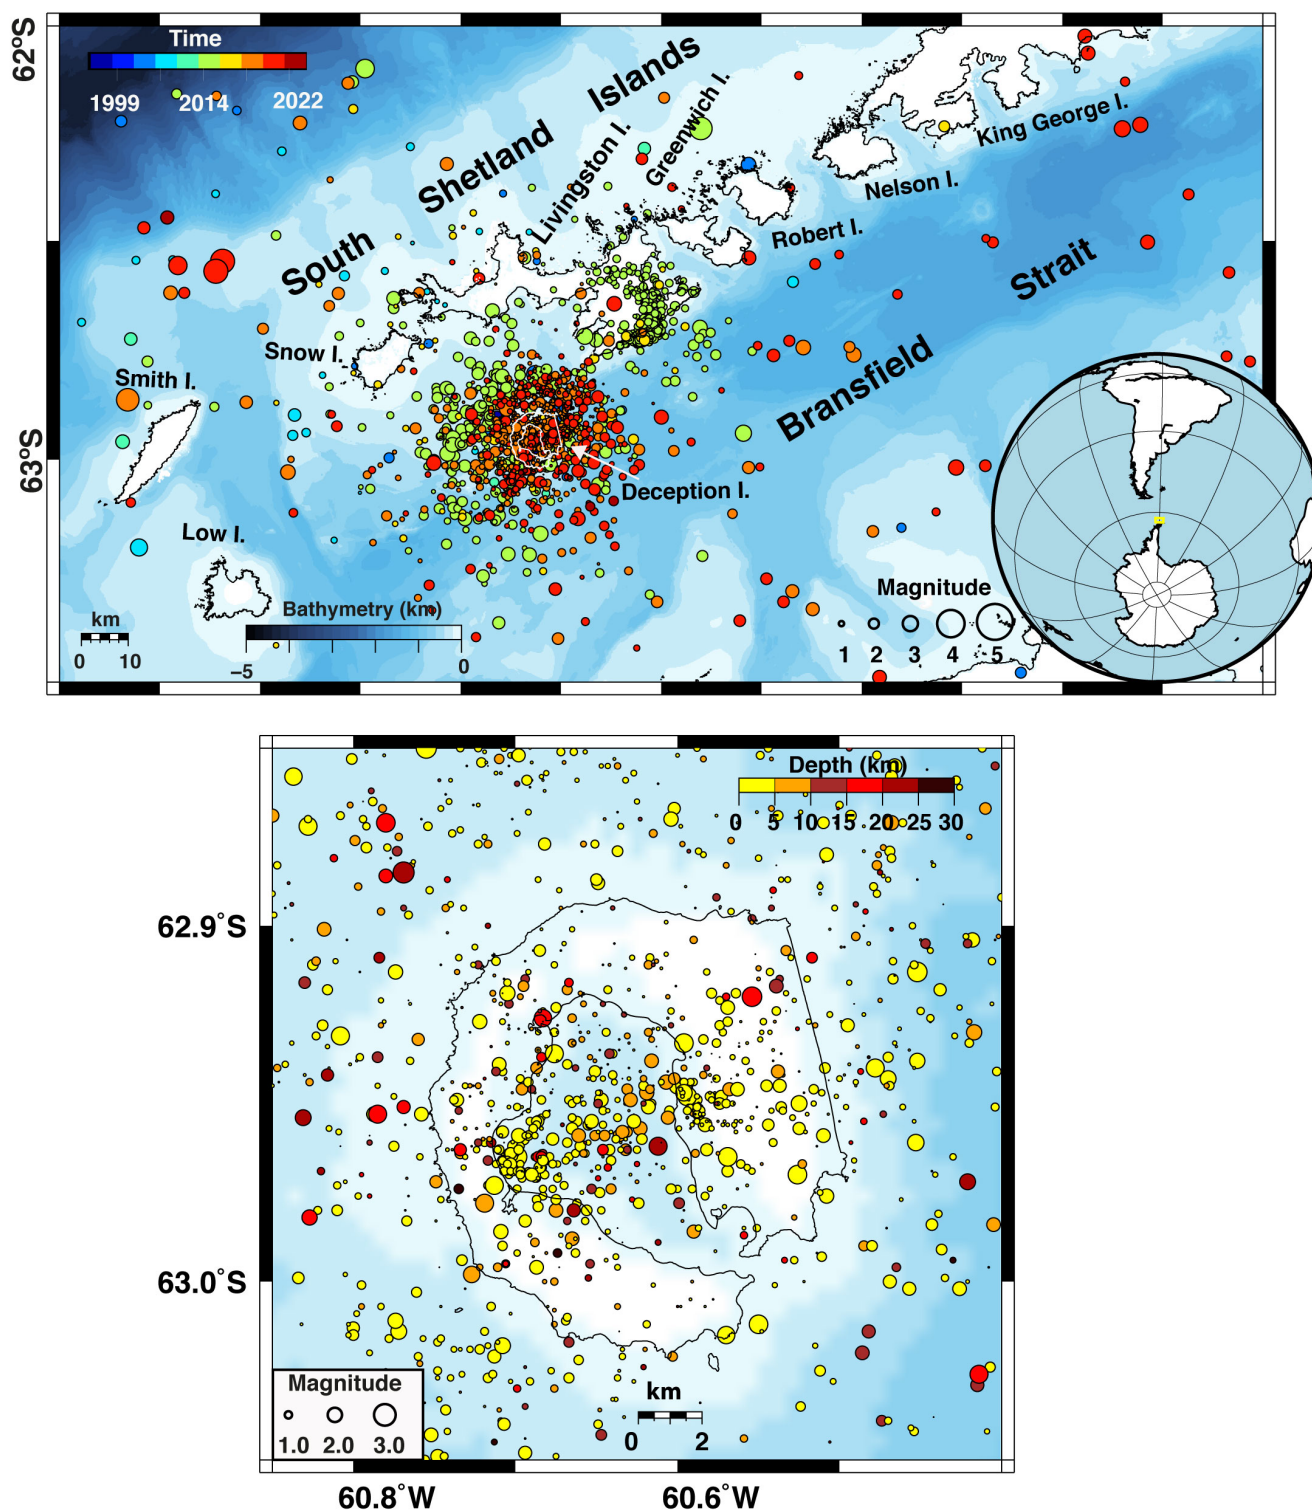 62°S
Time
1999 2014 2022
South Shetland Islands
Livingston I.
Greenwich I.
King George I.
Nelson I.
Robert I.
Bransfield Strait
Snow I.
Smith I.
63°S
Deception I.
Low I.
km
0 10
Bathymetry (km)
−5 0
Magnitude
1 2 3 4 5
Depth (km)
0 5 10 15 20 25 30
62.9°S
63.0°S
Magnitude
1.0 2.0 3.0
km
0 2
60.8°W 60.6°W